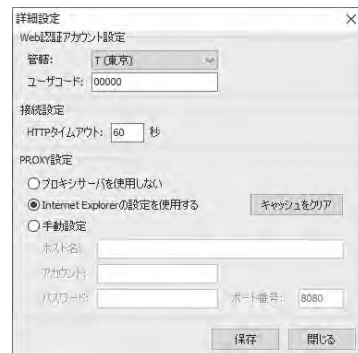 詳細設定
Web認証アカウント設定
管轄: T (東京)
ユーザコード: 00000
接続設定
HTTPタイムアウト: 60 秒
PROXY設定
プロキシサーバを使用しない
Internet Explorerの設定を使用する キャッシュをクリア
手動設定
ホスト名:
アカウント:
パスワード: ポート番号: 8080
保存 閉じる